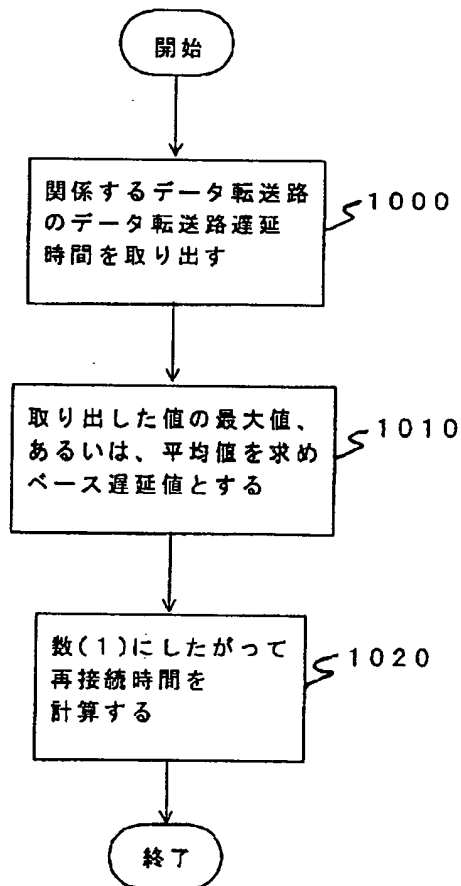 開始
関係するデータ転送路
のデータ転送路遅延
時間を取り出す
1000
取り出した値の最大値、
あるいは、平均値を求め
ベース遅延値とする
1010
数(1)にしたがって
再接続時間を
計算する
1020
終了